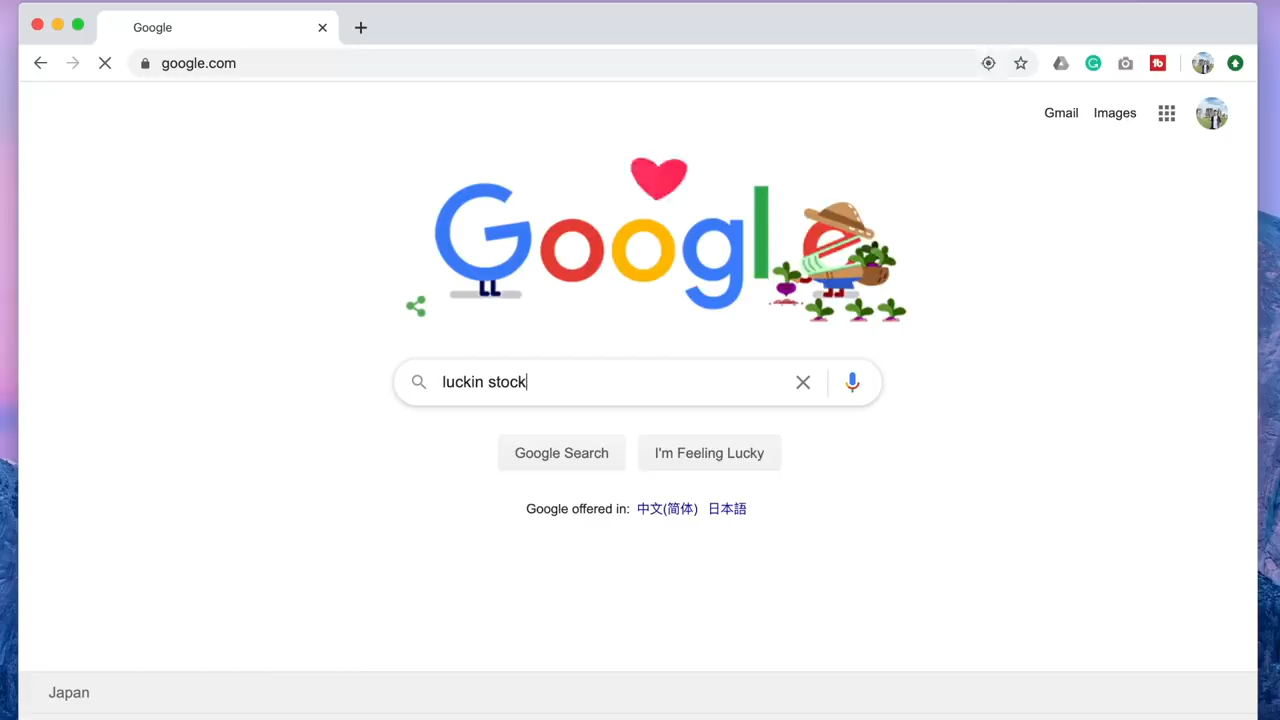 Google
google.com
Gmail Images
Google
luckin stock
Google Search I'm Feeling Lucky
Google offered in: 中文(简体) 日本語
Japan